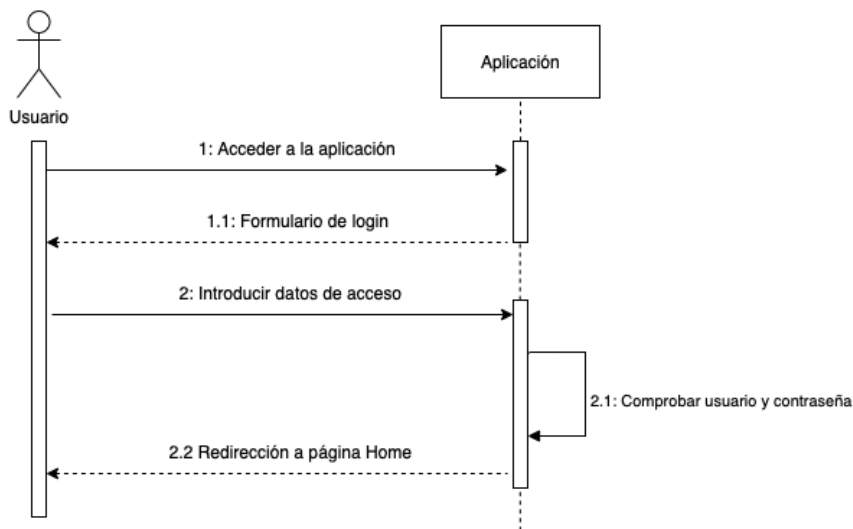 Aplicación
Usuario
1: Acceder a la aplicación
1.1: Formulario de login
2: Introducir datos de acceso
2.1: Comprobar usuario y contraseña
2.2 Redirección a página Home